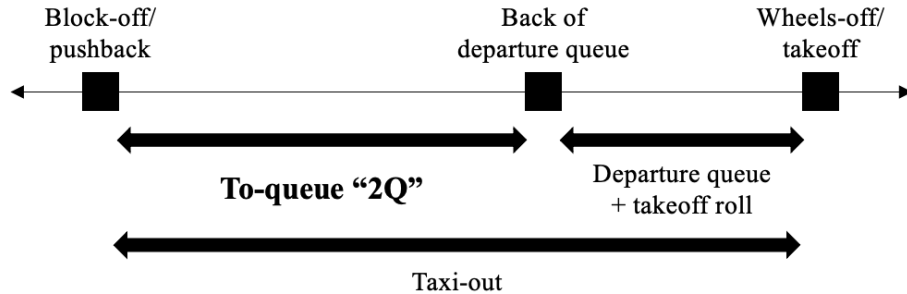 Block-off/
pushback
Back of
departure queue
Wheels-off/
takeoff
To-queue “2Q”
Departure queue
+ takeoff roll
Taxi-out